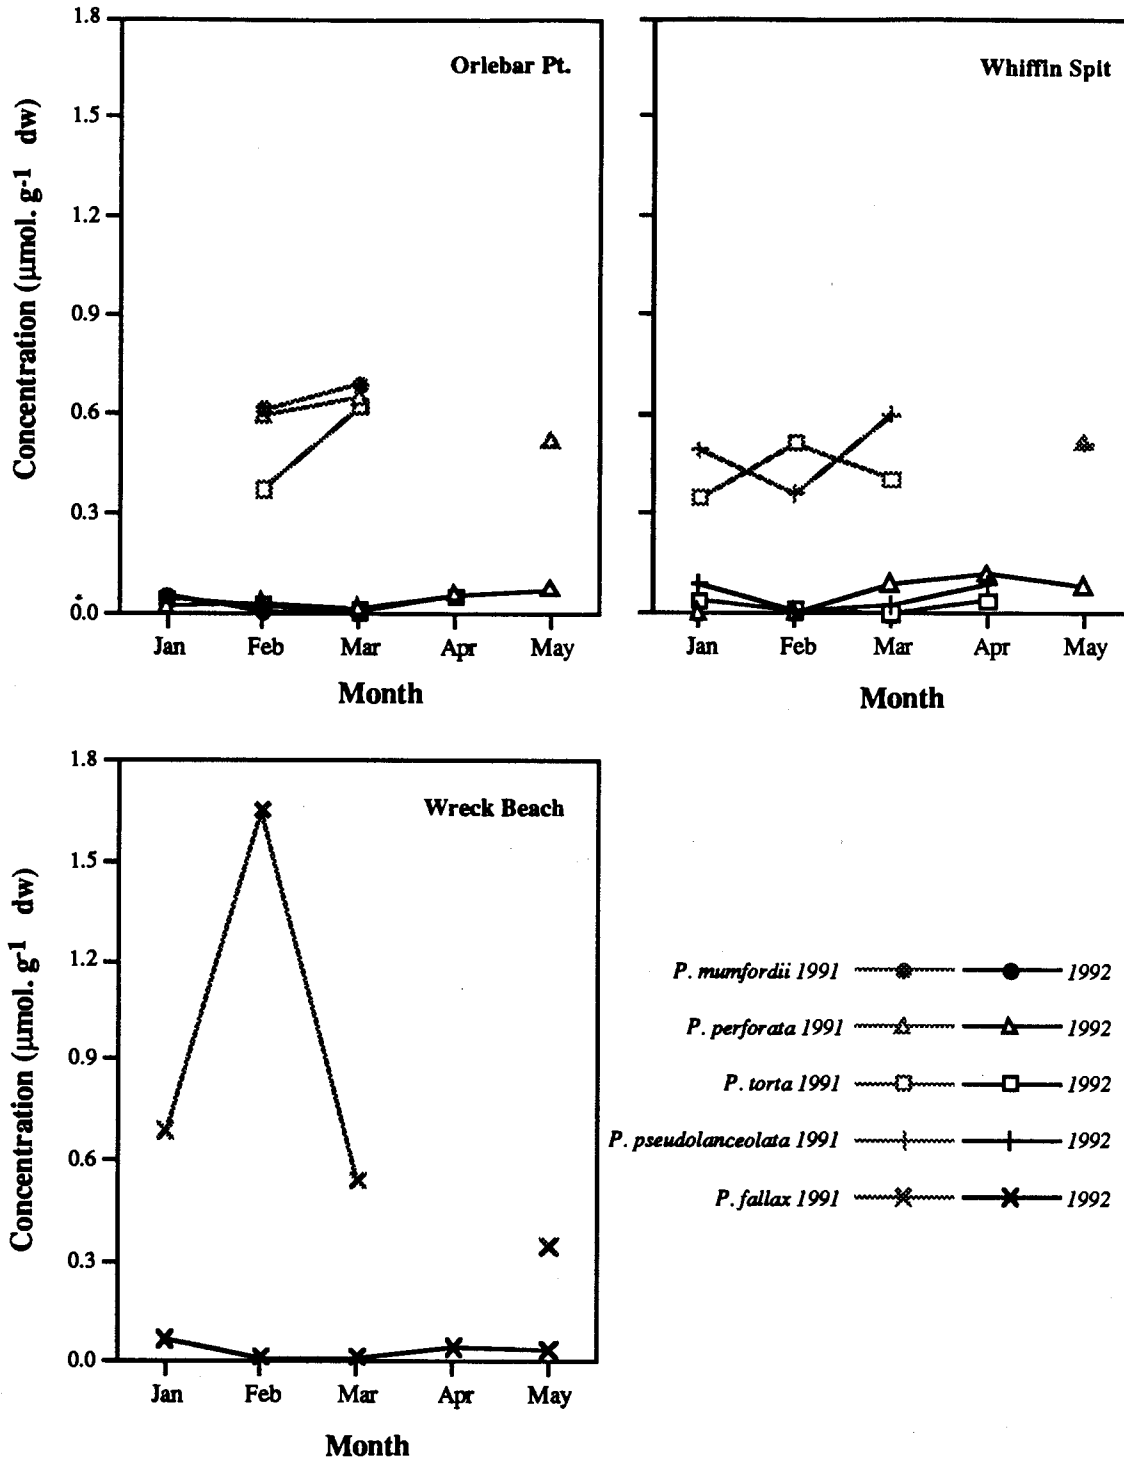 Orlebar Pt.
Concentration (µmol. g-1 dw)
1.8
1.5
1.2
0.9
0.6
0.3
*
0.0
Jan Feb Mar Apr May
Month
Whiffin Spit
Jan Feb Mar Apr May
Month
Wreck Beach
Concentration (µmol. g-1 dw)
1.8
1.5
1.2
0.9
0.6
0.3
0.0
Jan Feb Mar Apr May
Month
P. mumfordii 1991 1992
P. perforata 1991 1992
P. torta 1991 1992
P. pseudolanceolata 1991 1992
P. fallax 1991 1992